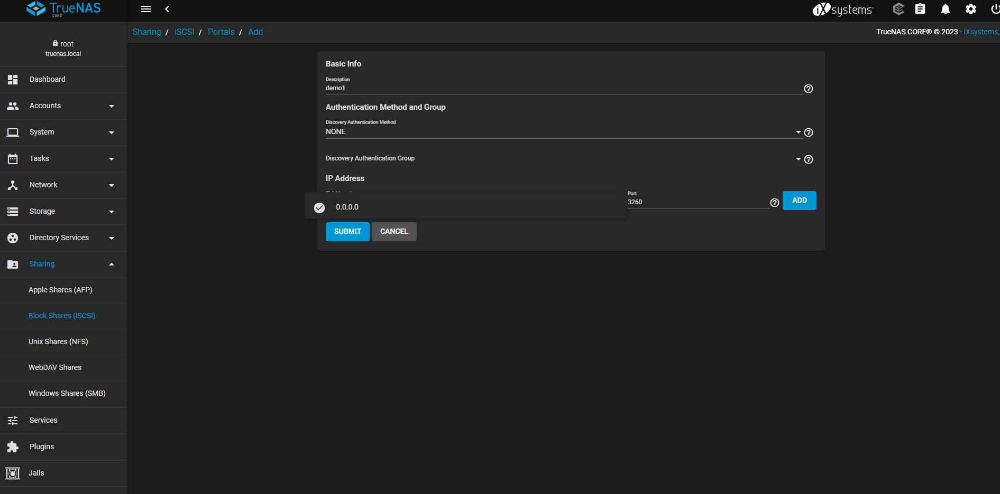 TrueNAS
CORE
iXsystems™
root
truenas.local
Sharing / iSCSI / Portals / Add
TrueNAS CORE® © 2023 - iXsystems,
Dashboard
Accounts
System
Tasks
Network
Storage
Directory Services
Sharing
Apple Shares (AFP)
Block Shares (iSCSI)
Unix Shares (NFS)
WebDAV Shares
Windows Shares (SMB)
Services
Plugins
Jails
Basic Info
Description
demo1
Authentication Method and Group
Discovery Authentication Method
NONE
Discovery Authentication Group
IP Address
0.0.0.0
Port
3260
ADD
SUBMIT CANCEL